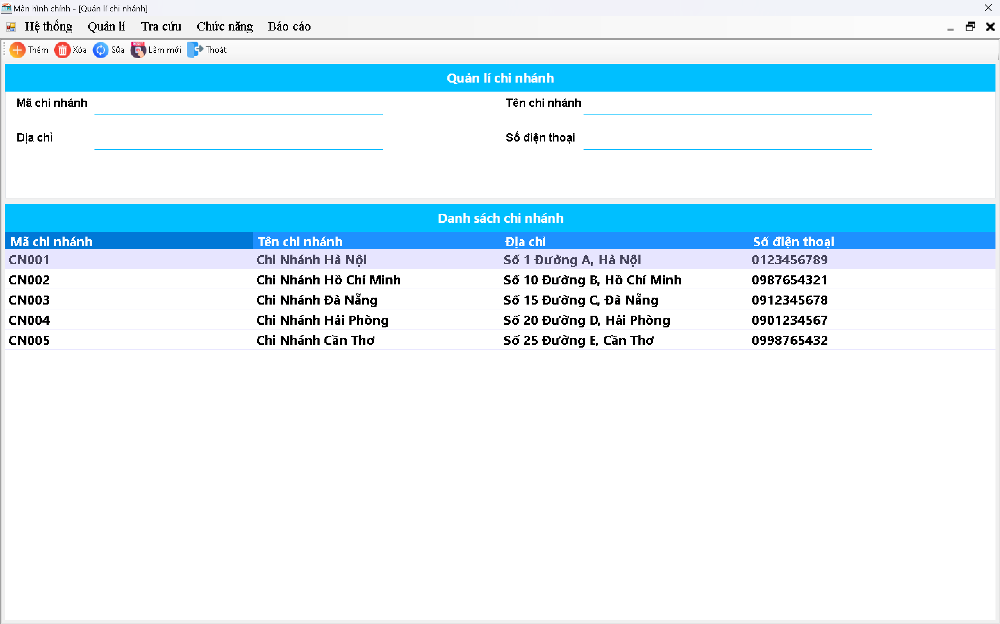 Màn hình chính - [Quản lí chi nhánh]
Hệ thống Quản lí Tra cứu Chức năng Báo cáo
Thêm Xóa Sửa RESET Làm mới Thoát
Quản lí chi nhánh
Mã chi nhánh Tên chi nhánh
Địa chỉ Số điện thoại
Danh sách chi nhánh
Mã chi nhánh Tên chi nhánh Địa chỉ Số điện thoại
CN001 Chi Nhánh Hà Nội Số 1 Đường A, Hà Nội 0123456789
CN002 Chi Nhánh Hồ Chí Minh Số 10 Đường B, Hồ Chí Minh 0987654321
CN003 Chi Nhánh Đà Nẵng Số 15 Đường C, Đà Nẵng 0912345678
CN004 Chi Nhánh Hải Phòng Số 20 Đường D, Hải Phòng 0901234567
CN005 Chi Nhánh Cần Thơ Số 25 Đường E, Cần Thơ 0998765432